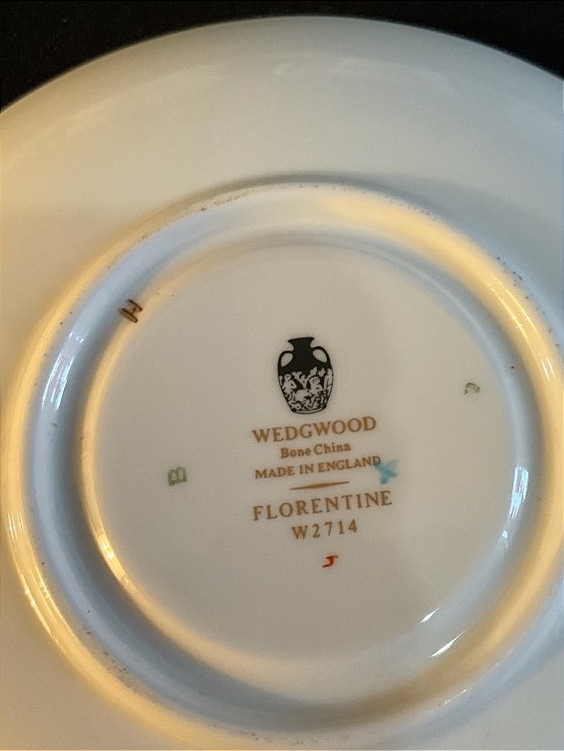 WEDGWOOD
Bone China
MADE IN ENGLAND
FLORENTINE
W2714
B